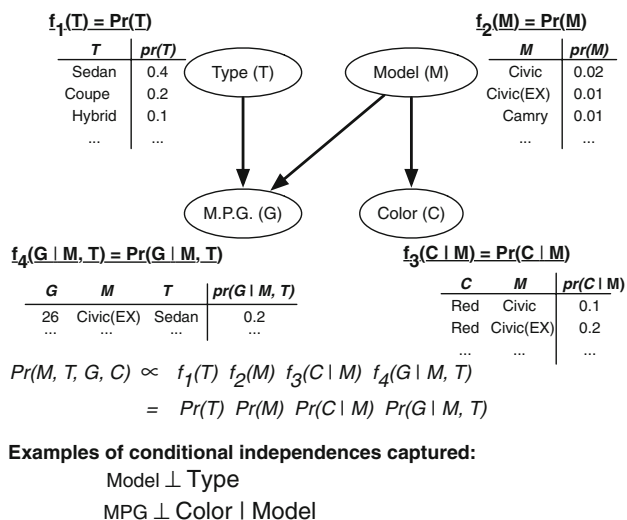 f1(T) = Pr(T)
T pr(T)
Sedan 0.4
Coupe 0.2
Hybrid 0.1
... ...
Type (T)
Model (M)
f2(M) = Pr(M)
M pr(M)
Civic 0.02
Civic(EX) 0.01
Camry 0.01
... ...
M.P.G. (G)
Color (C)
f4(G | M, T) = Pr(G | M, T)
G M T pr(G | M, T)
26 Civic(EX) Sedan 0.2
... ... ... ...
f3(C | M) = Pr(C | M)
C M pr(C | M)
Red Civic 0.1
Red Civic(EX) 0.2
... ... ...
Pr(M, T, G, C) ∝ f1(T) f2(M) f3(C | M) f4(G | M, T)
= Pr(T) Pr(M) Pr(C | M) Pr(G | M, T)
Examples of conditional independences captured:
Model ⊥ Type
MPG ⊥ Color | Model